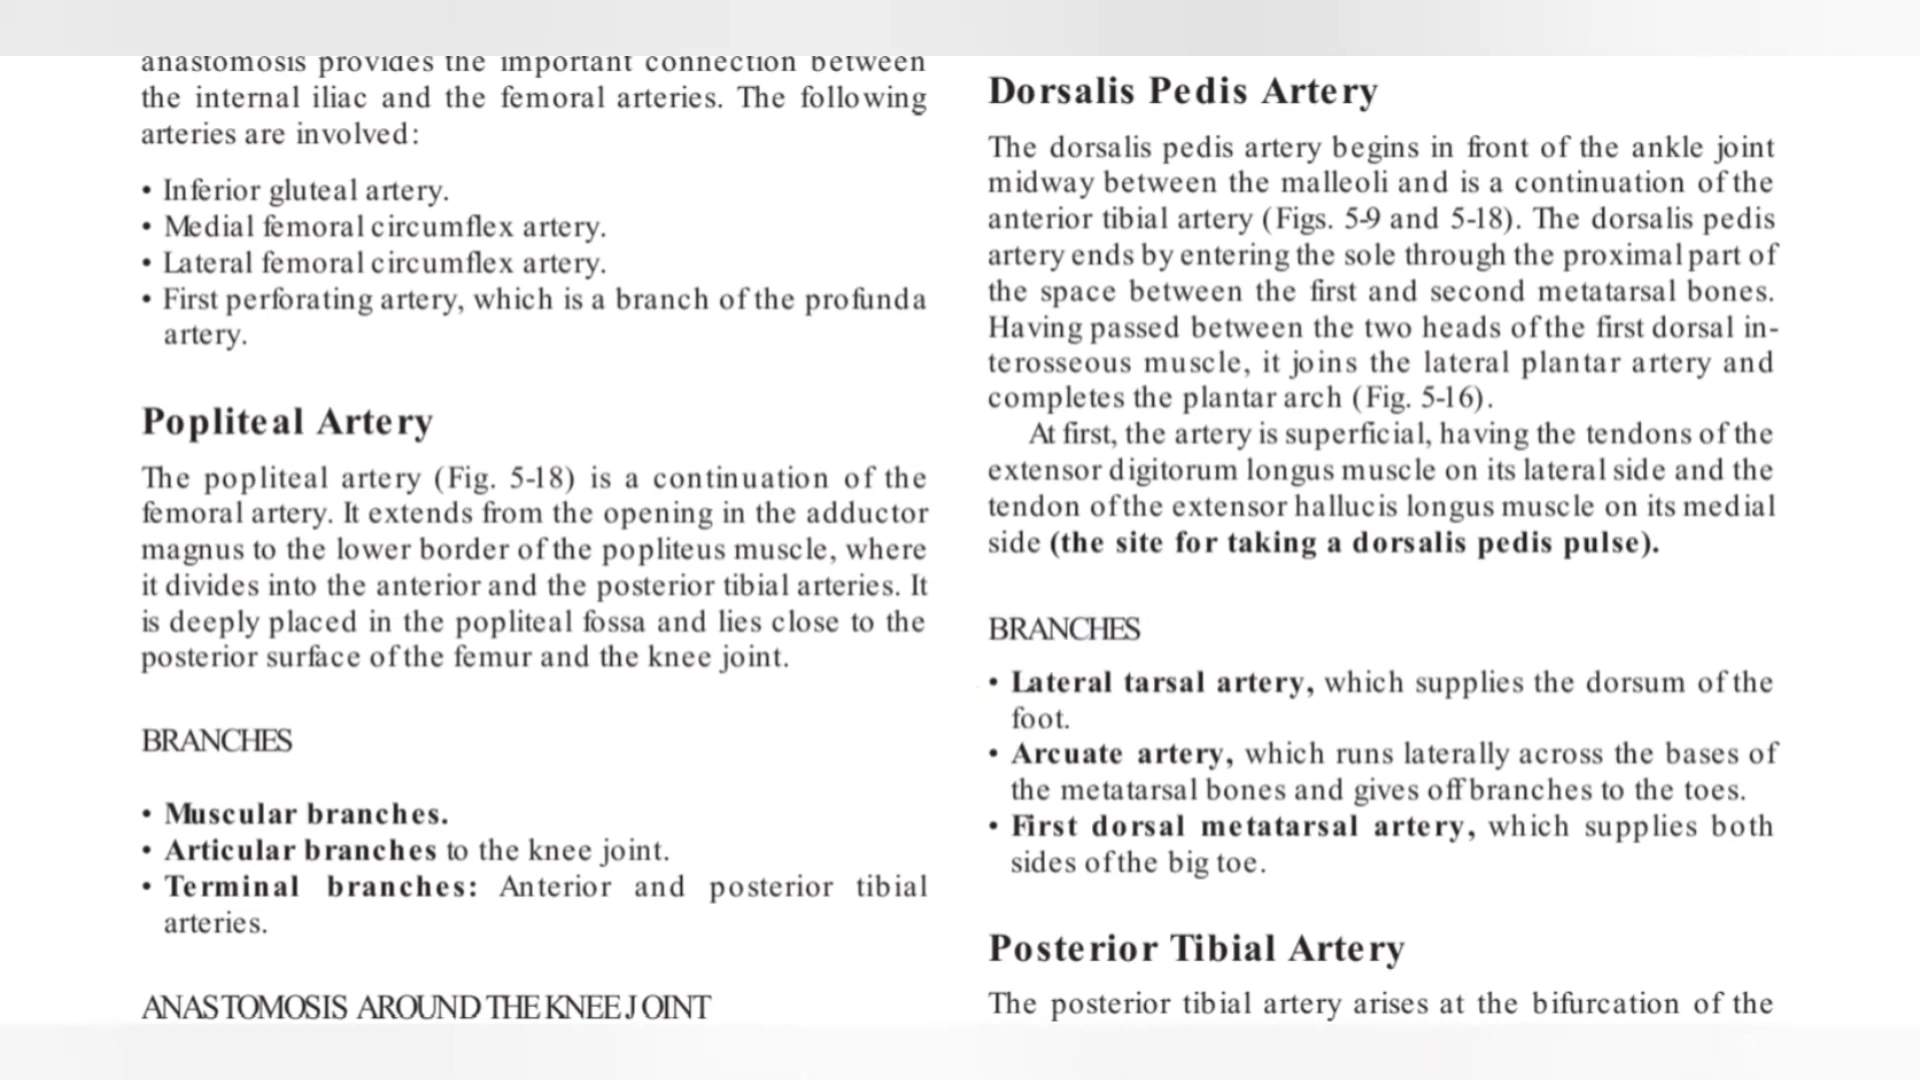 anastomosis provides the important connection between
the internal iliac and the femoral arteries. The following
arteries are involved:
• Inferior gluteal artery.
• Medial femoral circumflex artery.
• Lateral femoral circumflex artery.
• First perforating artery, which is a branch of the profunda
artery.
Popliteal Artery
The popliteal artery (Fig. 5-18) is a continuation of the
femoral artery. It extends from the opening in the adductor
magnus to the lower border of the popliteus muscle, where
it divides into the anterior and the posterior tibial arteries. It
is deeply placed in the popliteal fossa and lies close to the
posterior surface of the femur and the knee joint.
BRANCHES
• Muscular branches.
• Articular branches to the knee joint.
• Terminal branches: Anterior and posterior tibial
arteries.
ANASTOMOSIS AROUND THE KNEE JOINT
Dorsalis Pedis Artery
The dorsalis pedis artery begins in front of the ankle joint
midway between the malleoli and is a continuation of the
anterior tibial artery (Figs. 5-9 and 5-18). The dorsalis pedis
artery ends by entering the sole through the proximal part of
the space between the first and second metatarsal bones.
Having passed between the two heads of the first dorsal in-
terosseous muscle, it joins the lateral plantar artery and
completes the plantar arch (Fig. 5-16).
At first, the artery is superficial, having the tendons of the
extensor digitorum longus muscle on its lateral side and the
tendon of the extensor hallucis longus muscle on its medial
side (the site for taking a dorsalis pedis pulse).
BRANCHES
• Lateral tarsal artery, which supplies the dorsum of the
foot.
• Arcuate artery, which runs laterally across the bases of
the metatarsal bones and gives off branches to the toes.
• First dorsal metatarsal artery, which supplies both
sides of the big toe.
Posterior Tibial Artery
The posterior tibial artery arises at the bifurcation of the